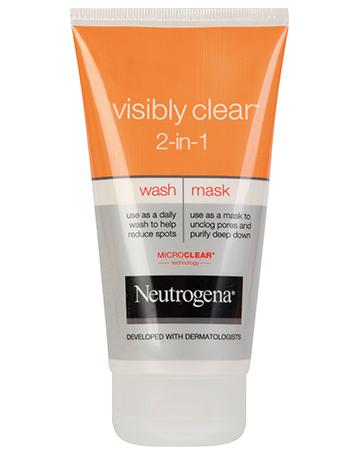 visibly clear™
2-in-1
wash | mask
use as a daily
wash to help
reduce spots
use as a mask to
unclog pores and
purify deep down
MICROCLEAR®
technology
Neutrogena®
DEVELOPED WITH DERMATOLOGISTS